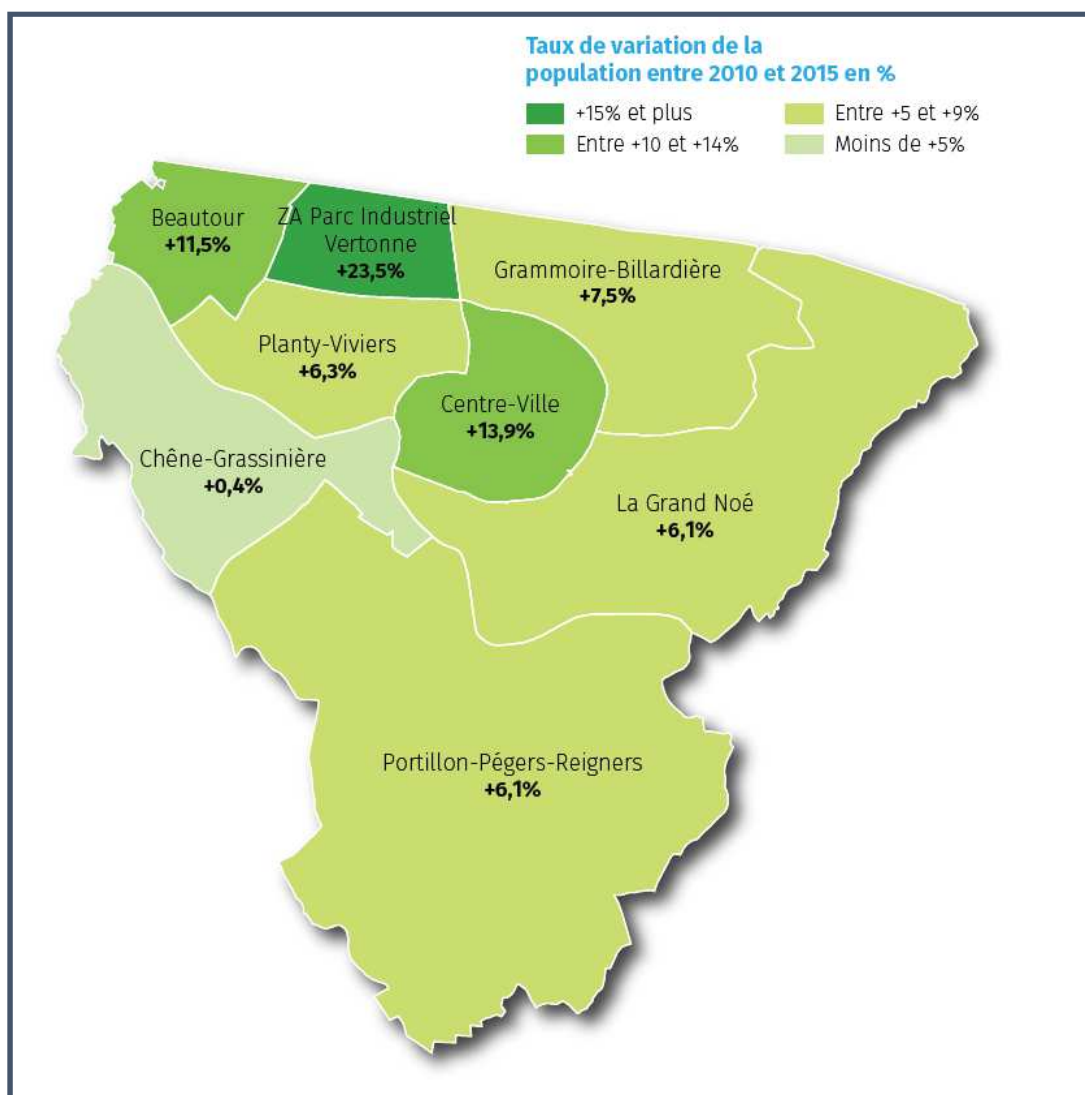 Taux de variation de la
population entre 2010 et 2015 en %
+15% et plus
Entre +10 et +14%
Entre +5 et +9%
Moins de +5%
Beautour
+11,5%
ZA Parc Industriel
Vertonne
+23,5%
Grammoire-Billardière
+7,5%
Planty-Viviers
+6,3%
Centre-Ville
+13,9%
Chêne-Grassinière
+0,4%
La Grand Noé
+6,1%
Portillon-Pégers-Reigners
+6,1%